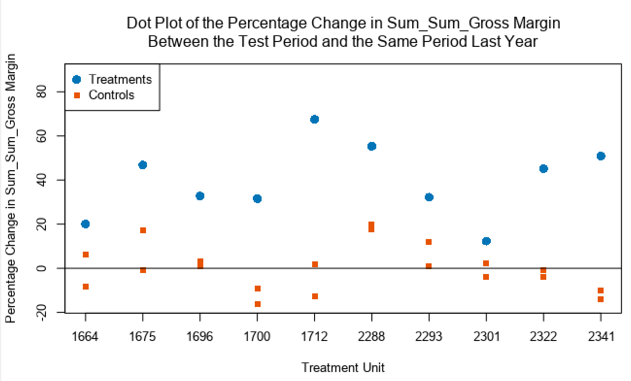 Dot Plot of the Percentage Change in Sum_Sum_Gross Margin
Between the Test Period and the Same Period Last Year
Percentage Change in Sum_Sum_Gross Margin
Treatments
Controls
80
60
40
20
0
-20
1664 1675 1696 1700 1712 2288 2293 2301 2322 2341
Treatment Unit